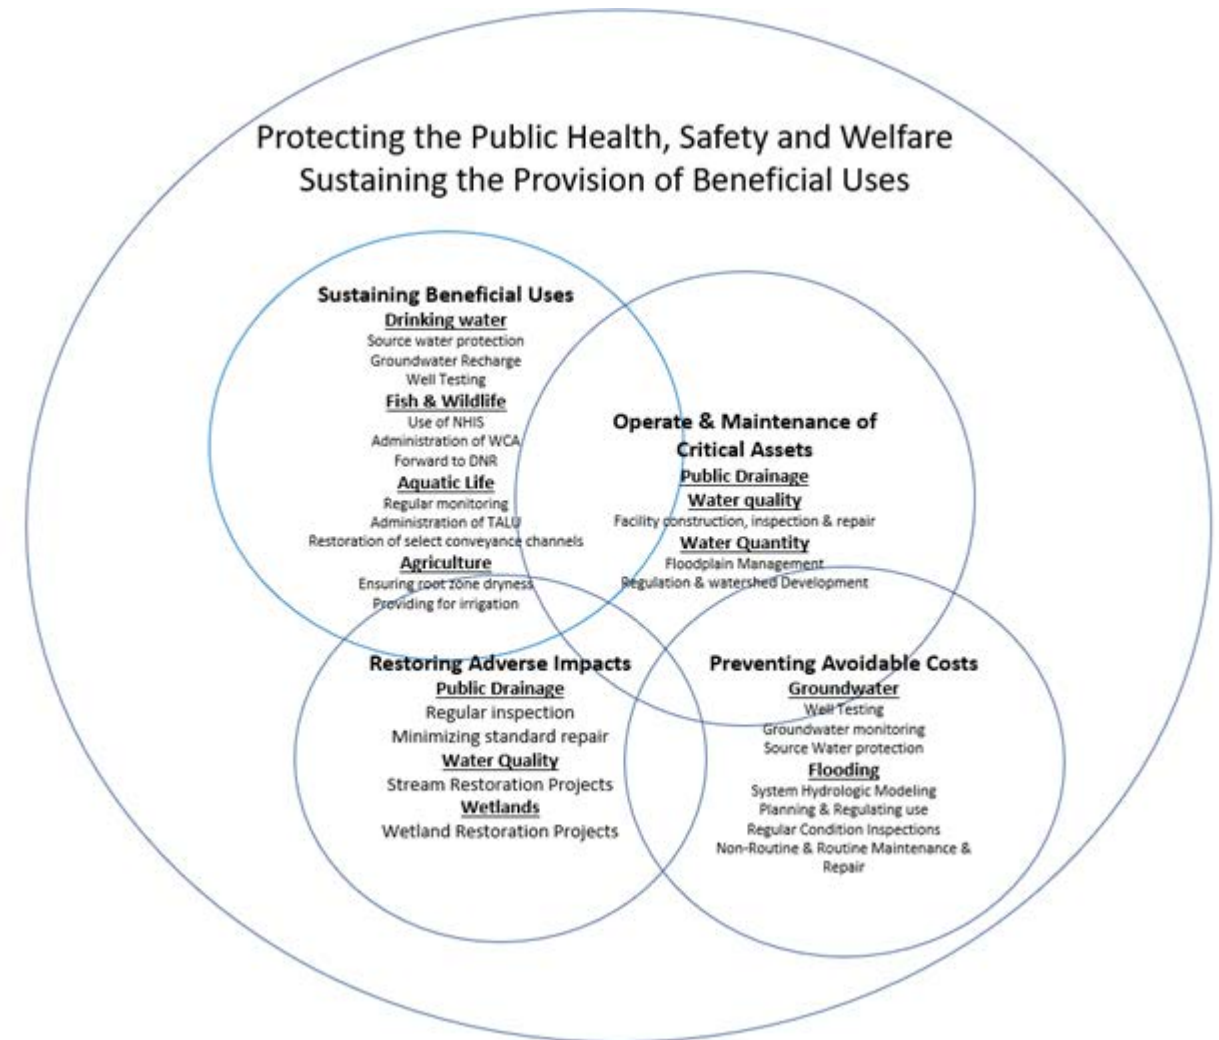 Protecting the Public Health, Safety and Welfare
Sustaining the Provision of Beneficial Uses
Sustaining Beneficial Uses
Drinking water
Source water protection
Groundwater Recharge
Well Testing
Fish & Wildlife
Use of NHIS
Administration of WCA
Forward to DNR
Aquatic Life
Regular monitoring
Administration of TALU
Restoration of select conveyance channels
Agriculture
Ensuring root zone dryness
Providing for irrigation
Operate & Maintenance of
Critical Assets
Public Drainage
Water quality
Facility construction, inspection & repair
Water Quantity
Floodplain Management
Regulation & watershed Development
Restoring Adverse Impacts
Public Drainage
Regular inspection
Minimizing standard repair
Water Quality
Stream Restoration Projects
Wetlands
Wetland Restoration Projects
Preventing Avoidable Costs
Groundwater
Well Testing
Groundwater monitoring
Source Water protection
Flooding
System Hydrologic Modeling
Planning & Regulating use
Regular Condition Inspections
Non-Routine & Routine Maintenance &
Repair